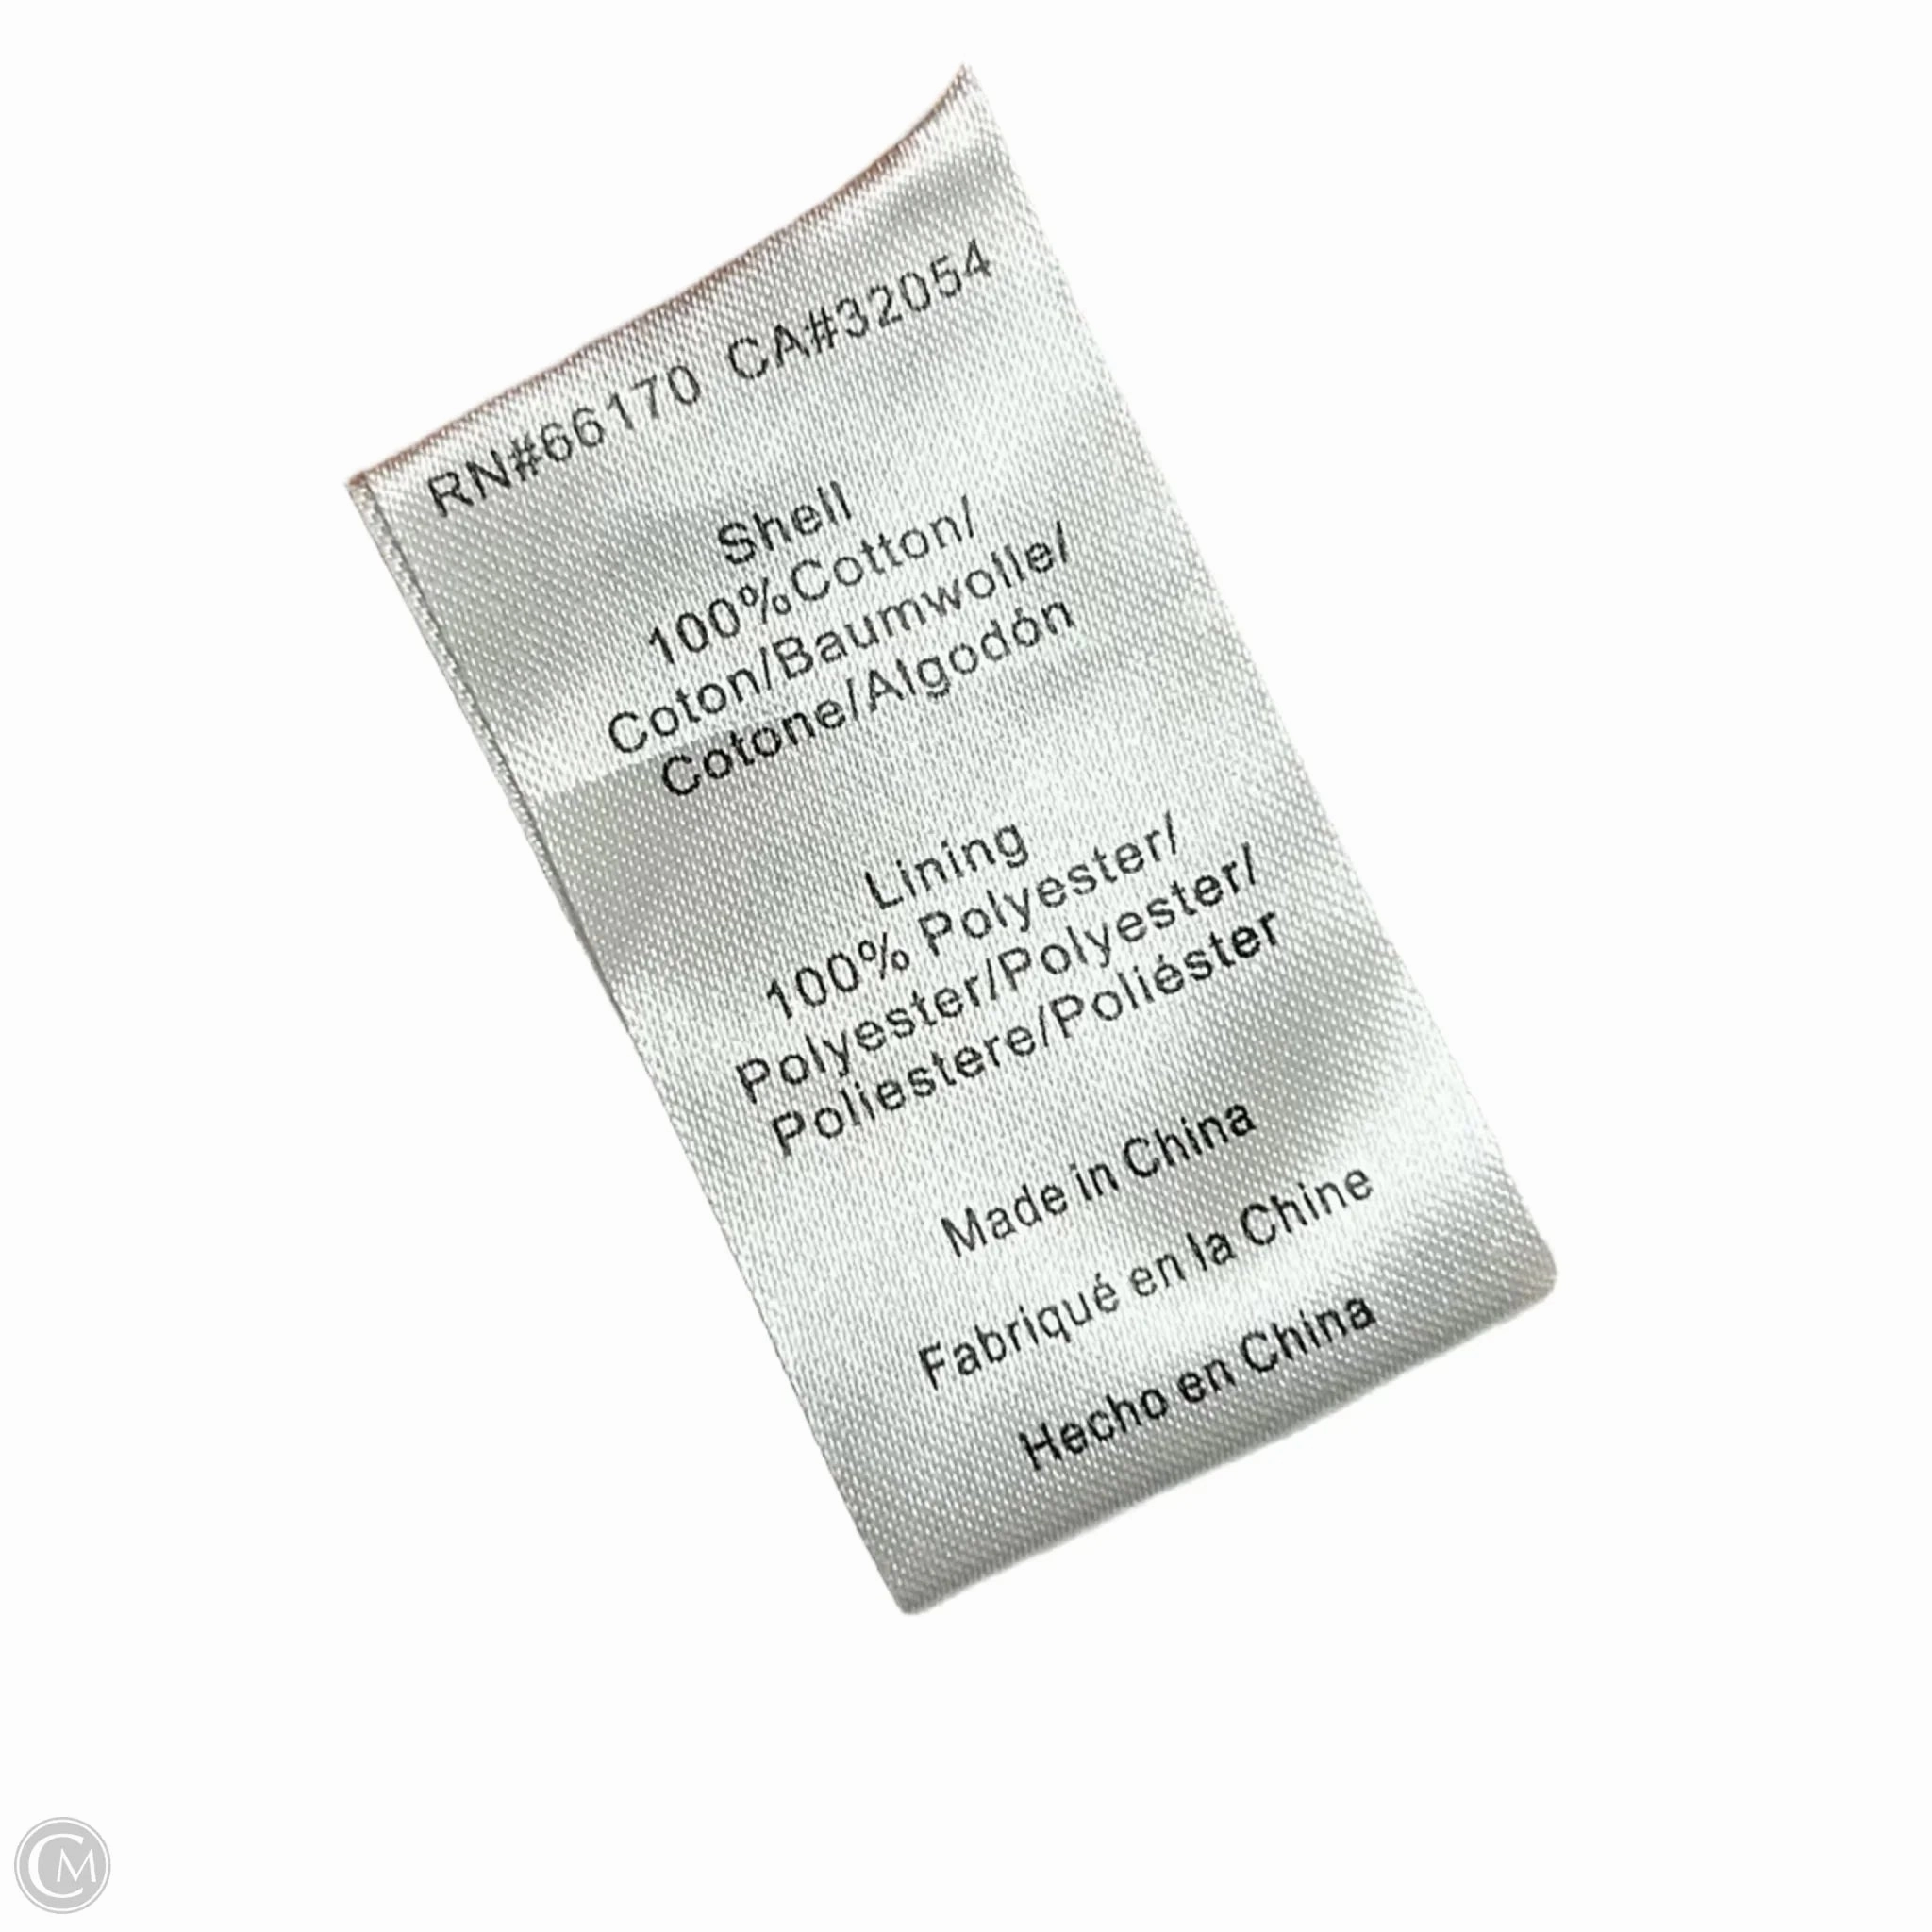 RN#66170 CA#32054
Shell
100%Cotton/
Coton/Baumwolle/
Cotone/Algodón
Lining
100% Polyester/
Polyester/Polyester/
Poliestere/Poliéster
Made in China
Fabriqué en la Chine
Hecho en China
CM